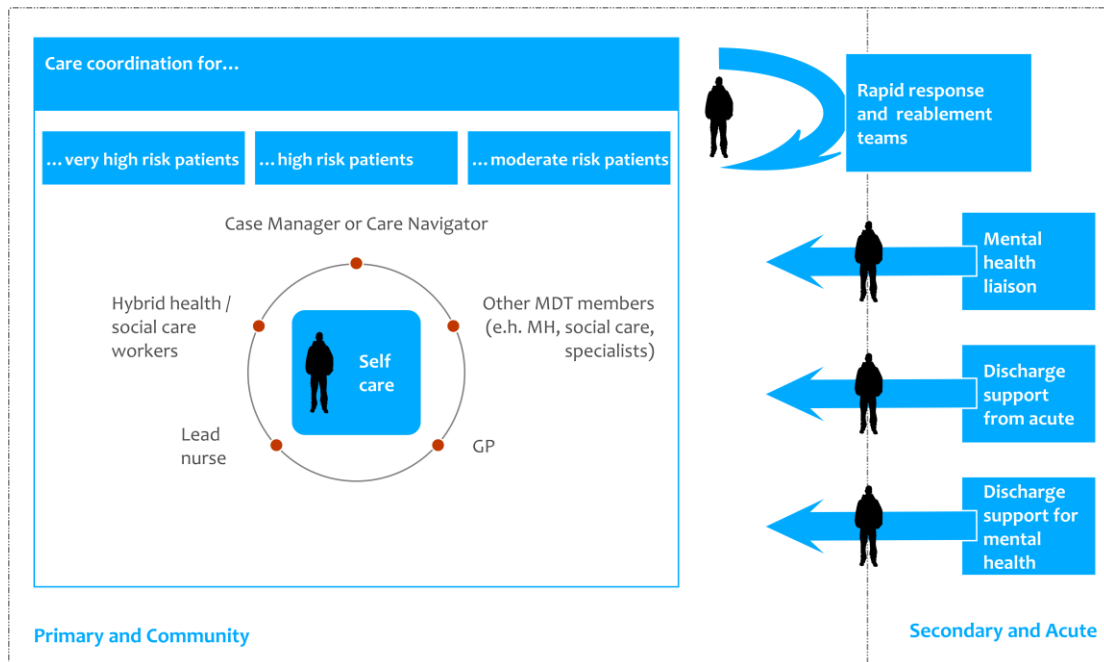 Care coordination for...
...very high risk patients
...high risk patients
...moderate risk patients
Case Manager or Care Navigator
Hybrid health /
social care
workers
Other MDT members
(e.h. MH, social care,
specialists)
Self
care
Lead
nurse
GP
Rapid response
and reablement
teams
Mental
health
liaison
Discharge
support
from acute
Discharge
support for
mental
health
Primary and Community
Secondary and Acute